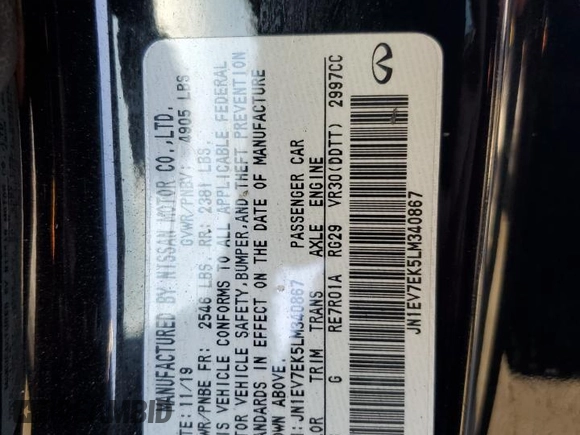 MANUFACTURED BY NISSAN MOTOR CO.,LTD.
DATE: 11/19 GVWR/PNBV: 4905 LBS
GAWR/PNBE FR: 2546 LBS, RR: 2381 LBS,
THIS VEHICLE CONFORMS TO ALL APPLICABLE FEDERAL
MOTOR VEHICLE SAFETY,BUMPER,AND THEFT PREVENTION
STANDARDS IN EFFECT ON THE DATE OF MANUFACTURE
SHOWN ABOVE.
JN1EV7EK5LM340867 PASSENGER CAR
TRIM TRANS AXLE ENGINE
G RE7R01A RG29 VR30(DDTT) 2997CC
JN1EV7EK5LM340867